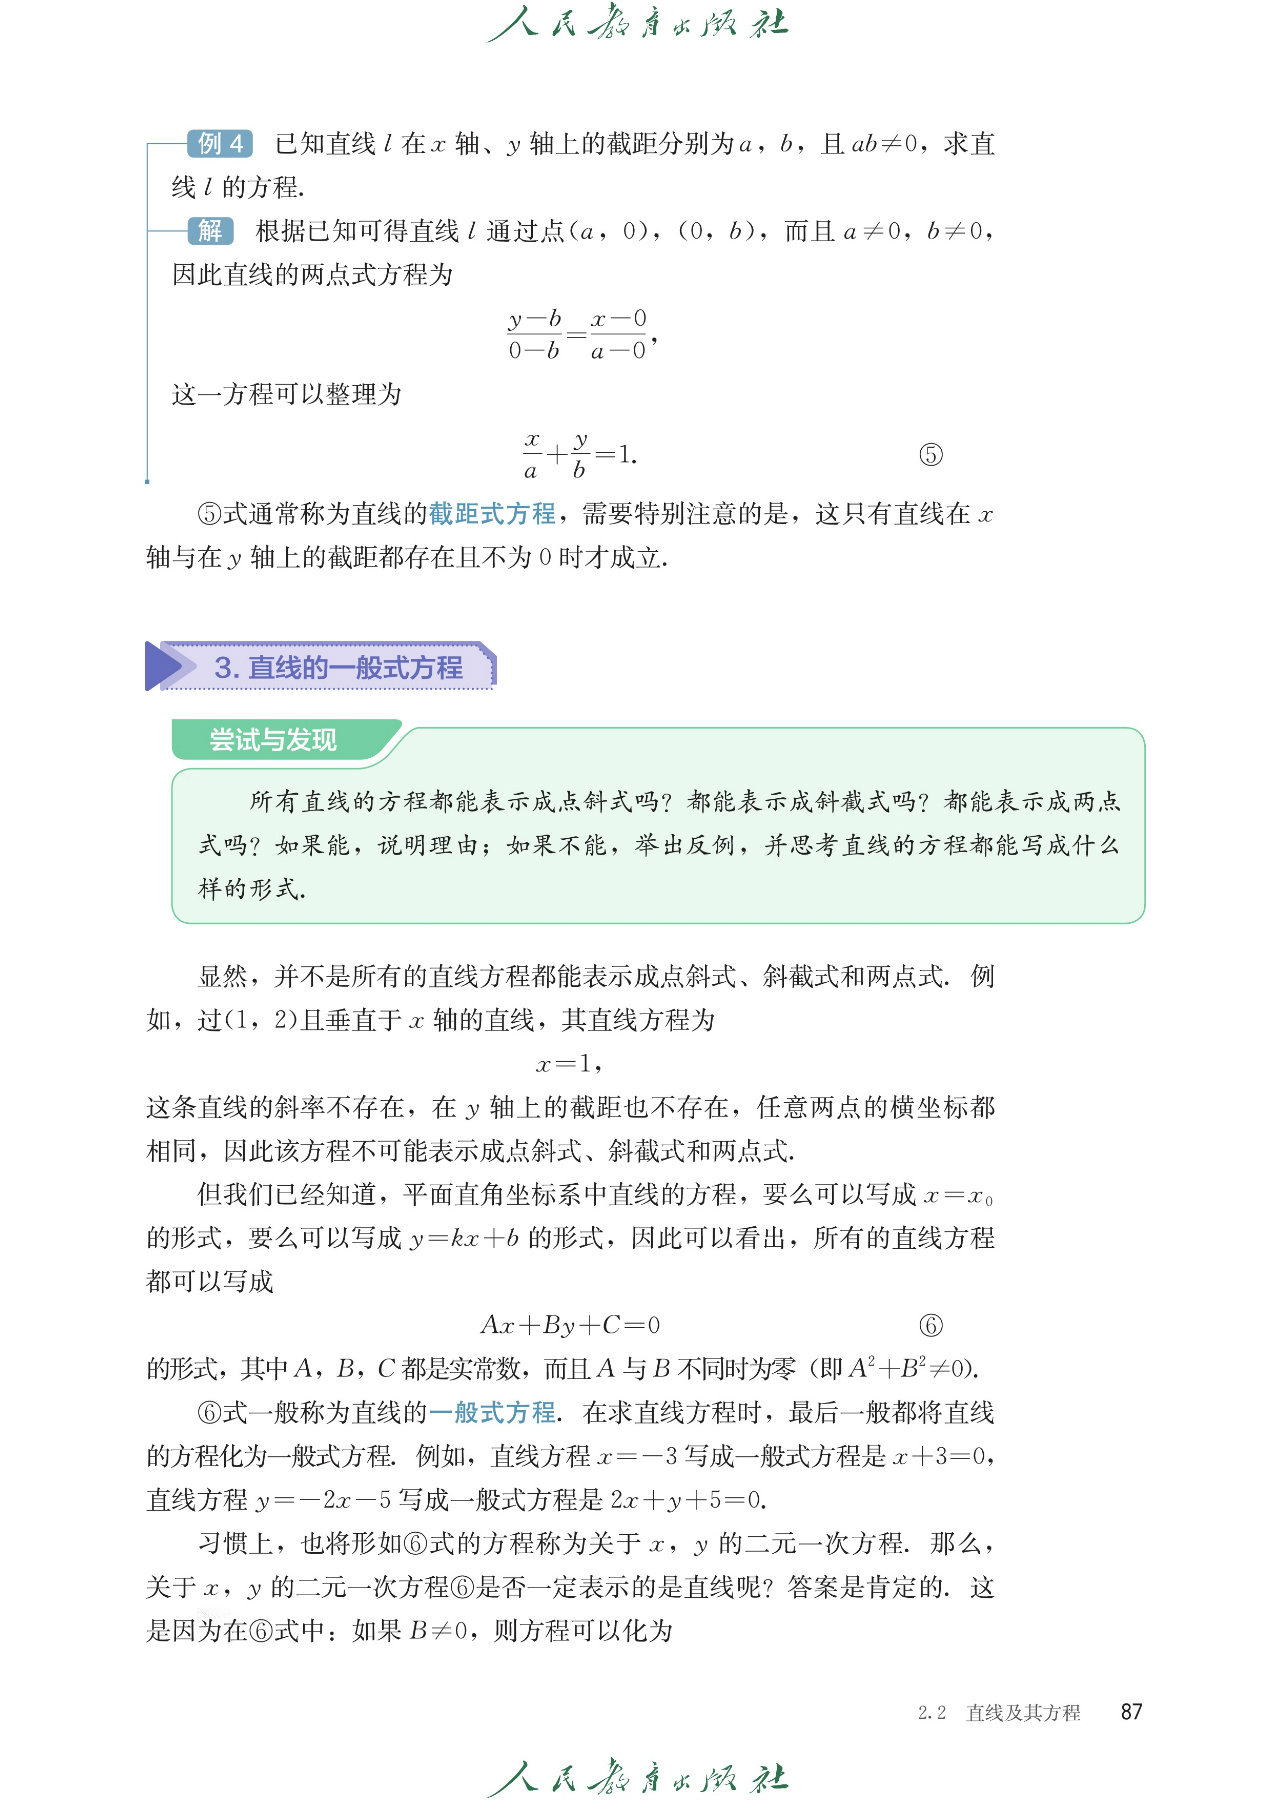 人民教育出版社
例 4 已知直线 l 在 x 轴、y 轴上的截距分别为 a，b，且 ab≠0，求直
线 l 的方程.
解 根据已知可得直线 l 通过点(a，0)，(0，b)，而且 a≠0，b≠0，
因此直线的两点式方程为
(y−b)/(0−b)=(x−0)/(a−0)，
这一方程可以整理为
x/a+y/b=1. ⑤
⑤式通常称为直线的截距式方程，需要特别注意的是，这只有直线在 x
轴与在 y 轴上的截距都存在且不为 0 时才成立.
3. 直线的一般式方程
尝试与发现
所有直线的方程都能表示成点斜式吗？都能表示成斜截式吗？都能表示成两点
式吗？如果能，说明理由；如果不能，举出反例，并思考直线的方程都能写成什么
样的形式.
显然，并不是所有的直线方程都能表示成点斜式、斜截式和两点式. 例
如，过(1，2)且垂直于 x 轴的直线，其直线方程为
x=1，
这条直线的斜率不存在，在 y 轴上的截距也不存在，任意两点的横坐标都
相同，因此该方程不可能表示成点斜式、斜截式和两点式.
但我们已经知道，平面直角坐标系中直线的方程，要么可以写成 x=x₀
的形式，要么可以写成 y=kx+b 的形式，因此可以看出，所有的直线方程
都可以写成
Ax+By+C=0 ⑥
的形式，其中 A，B，C 都是实常数，而且 A 与 B 不同时为零（即 A²+B²≠0).
⑥式一般称为直线的一般式方程. 在求直线方程时，最后一般都将直线
的方程化为一般式方程. 例如，直线方程 x=−3 写成一般式方程是 x+3=0，
直线方程 y=−2x−5 写成一般式方程是 2x+y+5=0.
习惯上，也将形如⑥式的方程称为关于 x，y 的二元一次方程. 那么，
关于 x，y 的二元一次方程⑥是否一定表示的是直线呢？答案是肯定的. 这
是因为在⑥式中：如果 B≠0，则方程可以化为
2.2 直线及其方程 87
人民教育出版社